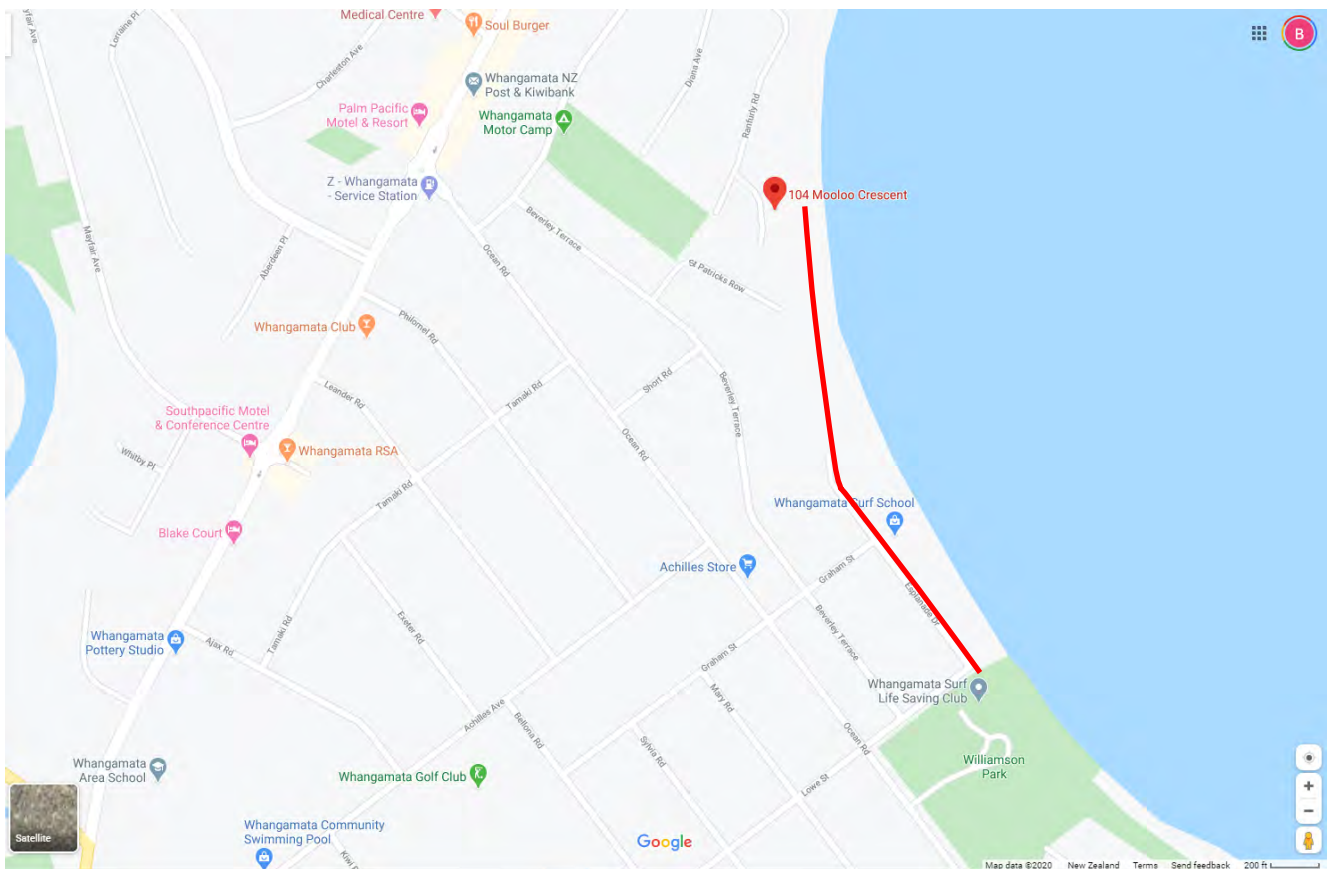 Mayfair Ave
Lorraine Pl
Medical Centre
Soul Burger
B
Charleston Ave
Whangamata NZ
Post & Kiwibank
Diana Ave
Ranfurly Rd
Palm Pacific
Motel & Resort
Whangamata
Motor Camp
Z - Whangamata
- Service Station
104 Mooloo Crescent
Beverley Terrace
Mayfair Ave
Aberdeen Pl
Ocean Rd
St Patricks Row
Whangamata Club
Philomel Rd
Leander Rd
Tamaki Rd
Short Rd
Beverley Terrace
Southpacific Motel
& Conference Centre
Whangamata RSA
Whitby Pl
Ocean Rd
Tamaki Rd
Whangamata Surf School
Blake Court
Achilles Store
Graham St
Esplanade Dr
Whangamata
Pottery Studio
Ajax Rd
Tamaki Rd
Exeter Rd
Beverley Terrace
Graham St
Whangamata Surf
Life Saving Club
Mary Rd
Achilles Ave
Bellona Rd
Sylvia Rd
Ocean Rd
Whangamata
Area School
Whangamata Golf Club
Lowe St
Williamson
Park
Satellite
Whangamata Community
Swimming Pool
Kiwi
Google
Map data ©2020 New Zealand Terms Send feedback 200 ft